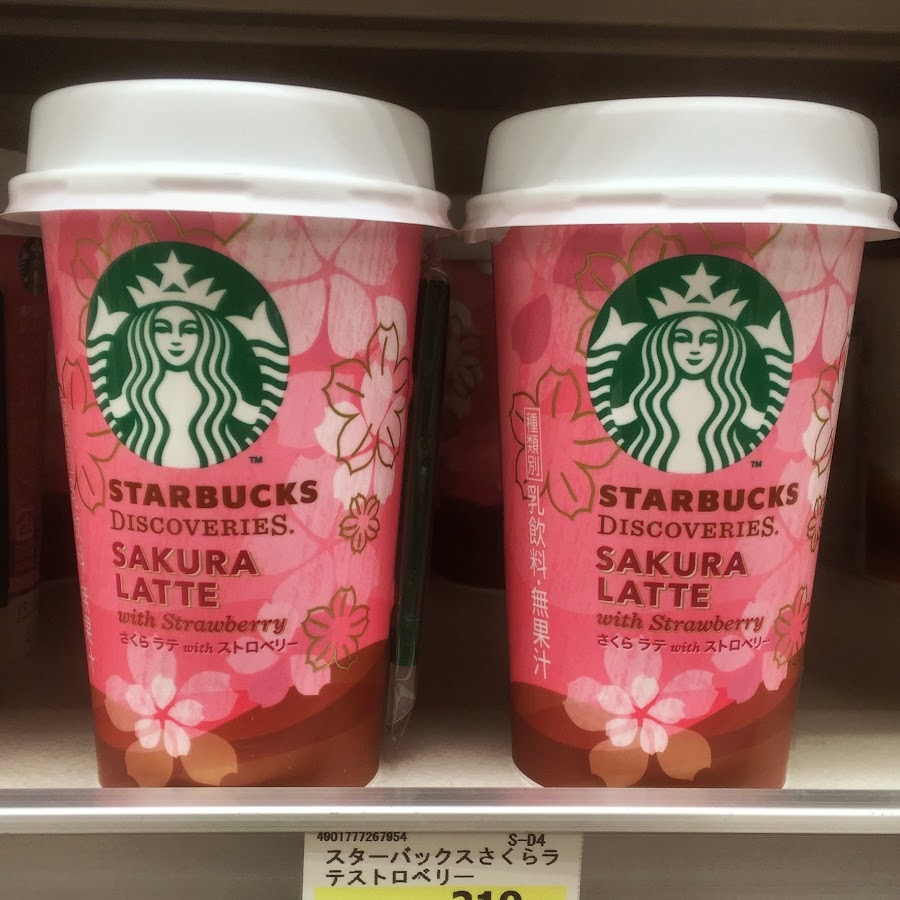 STARBUCKS
DISCOVERIES.
SAKURA
LATTE
with Strawberry
さくら ラテ with ストロベリー
TM
種類別 乳飲料・無果汁
STARBUCKS
DISCOVERIES.
SAKURA
LATTE
with Strawberry
さくら ラテ with ストロベリー
TM
4901777267954 S-D4
スターバックスさくらラ
テストロベリー